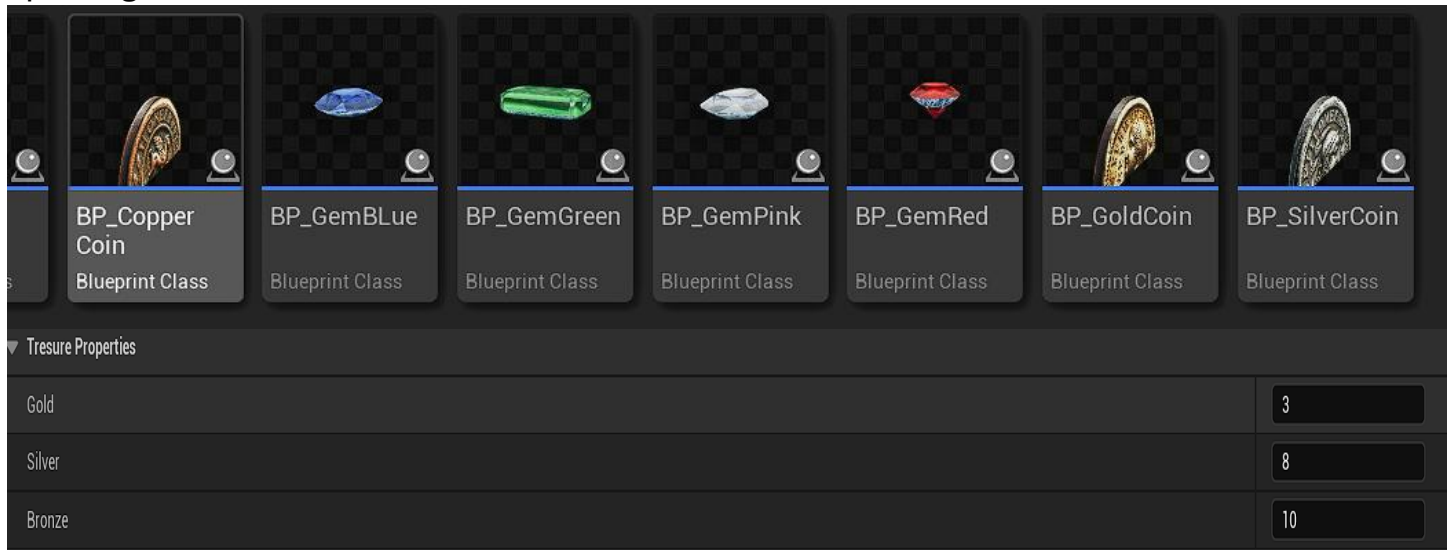 BP_Copper
Coin
Blueprint Class
BP_GemBLue
Blueprint Class
BP_GemGreen
Blueprint Class
BP_GemPink
Blueprint Class
BP_GemRed
Blueprint Class
BP_GoldCoin
Blueprint Class
BP_SilverCoin
Blueprint Class
Tresure Properties
Gold 3
Silver 8
Bronze 10